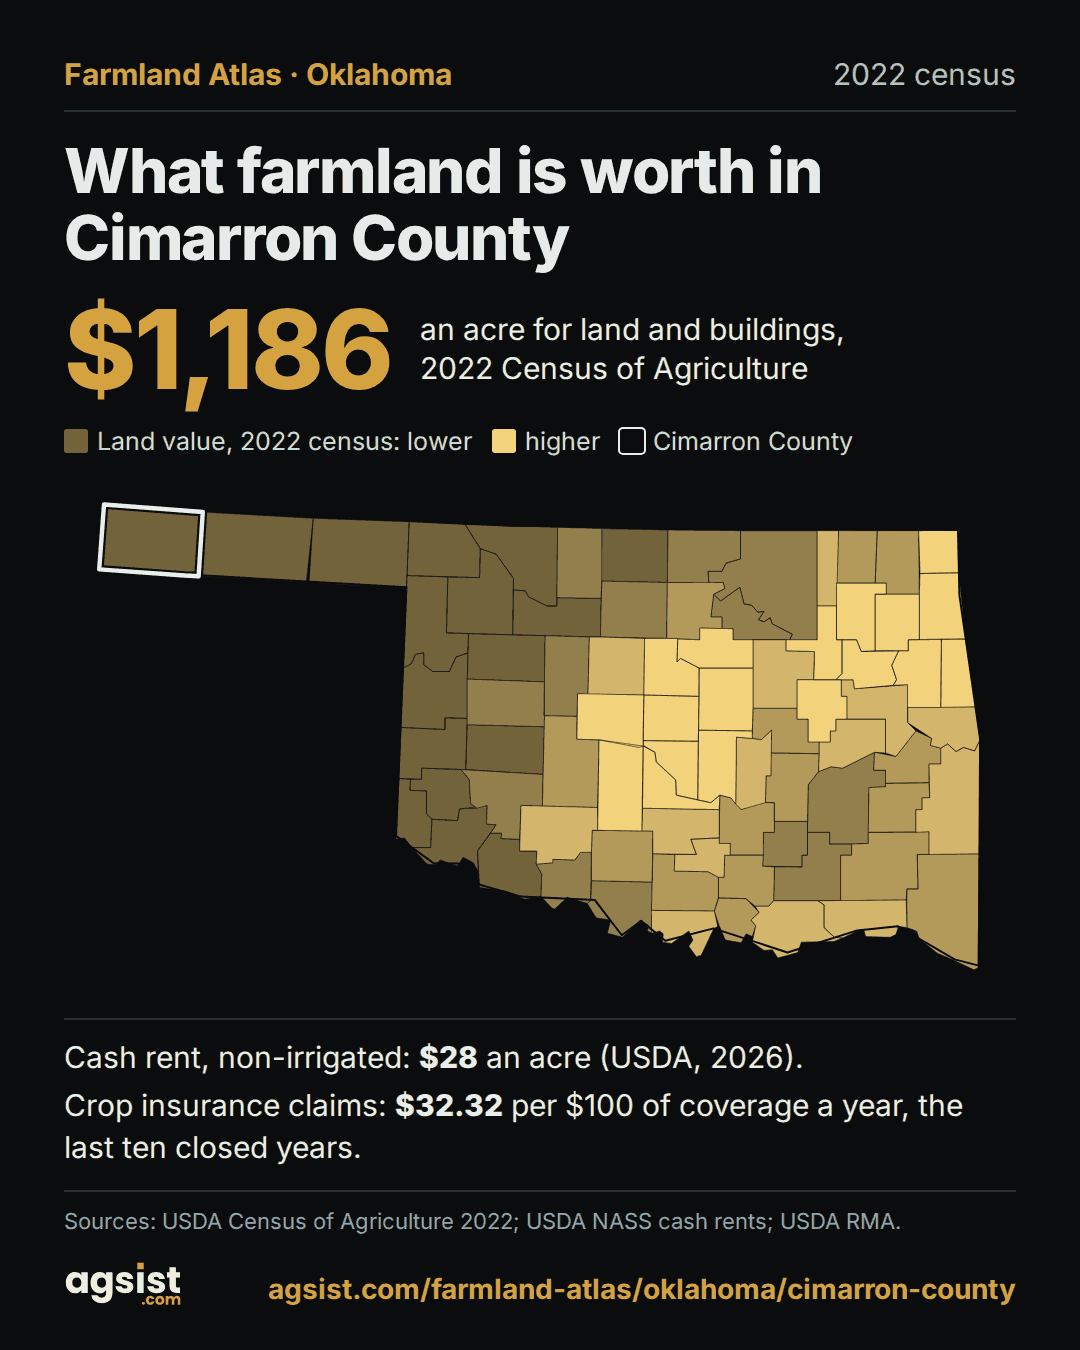 Farmland Atlas · Oklahoma
2022 census
What farmland is worth in
Cimarron County
$1,186
an acre for land and buildings,
2022 Census of Agriculture
Land value, 2022 census: lower
higher
Cimarron County
Cash rent, non-irrigated: $28 an acre (USDA, 2026).
Crop insurance claims: $32.32 per $100 of coverage a year, the
last ten closed years.
Sources: USDA Census of Agriculture 2022; USDA NASS cash rents; USDA RMA.
agsist
.com
agsist.com/farmland-atlas/oklahoma/cimarron-county